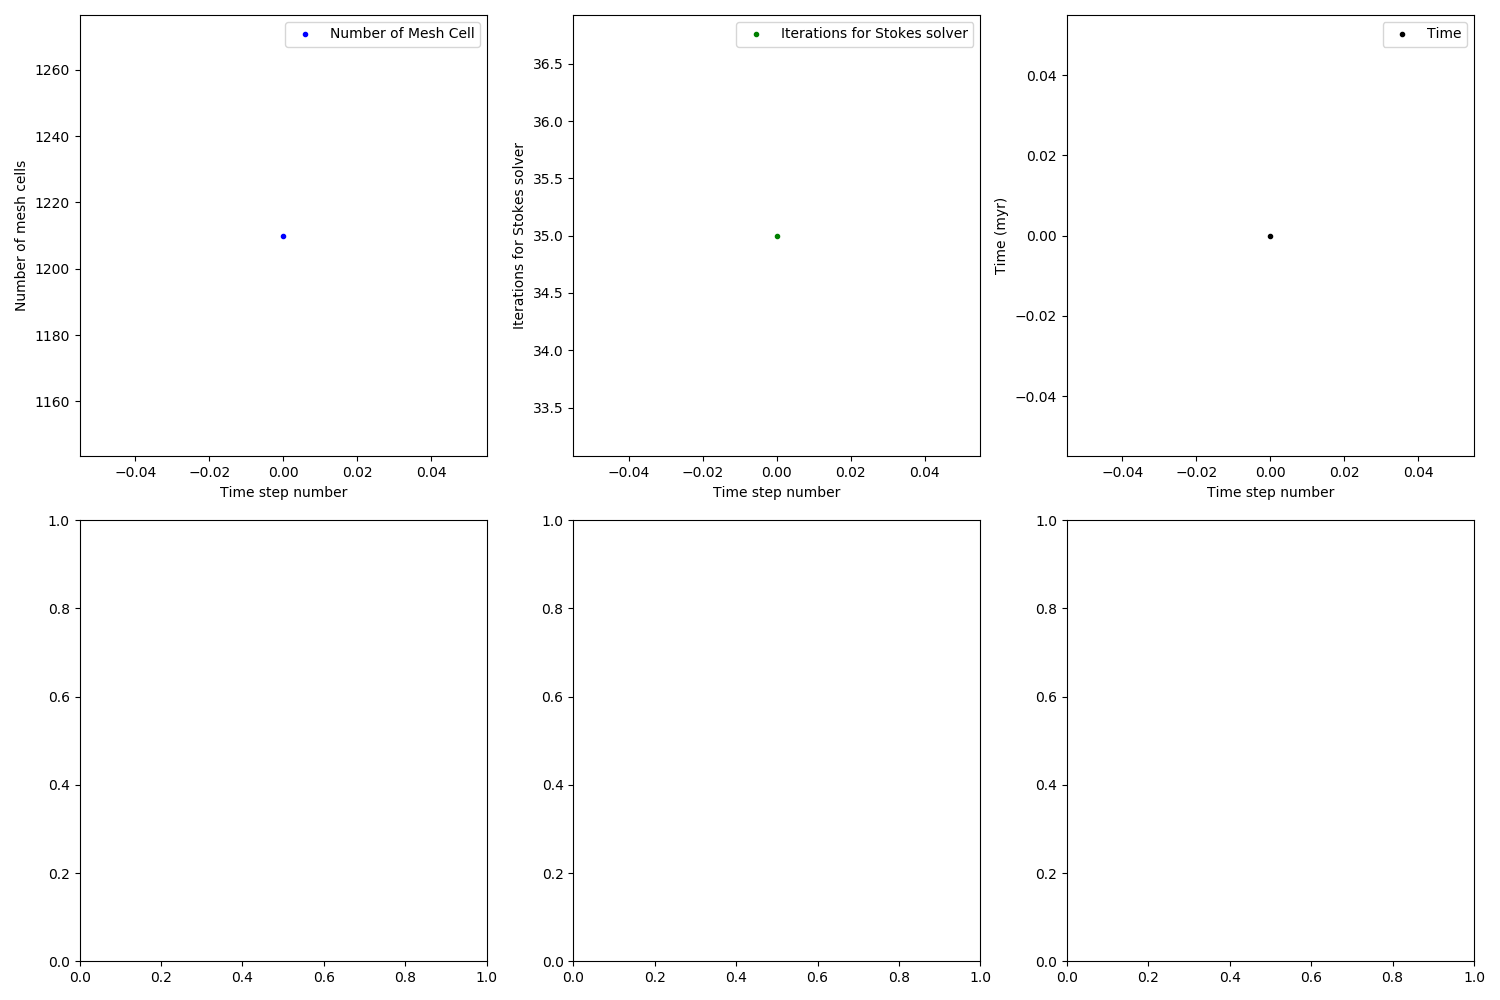 Number of Mesh Cell
1260
1240
1220
1200
1180
1160
Number of mesh cells
−0.04 −0.02 0.00 0.02 0.04
Time step number
Iterations for Stokes solver
36.5
36.0
35.5
35.0
34.5
34.0
33.5
Iterations for Stokes solver
−0.04 −0.02 0.00 0.02 0.04
Time step number
Time
0.04
0.02
0.00
−0.02
−0.04
Time (myr)
−0.04 −0.02 0.00 0.02 0.04
Time step number
1.0
0.8
0.6
0.4
0.2
0.0
0.0 0.2 0.4 0.6 0.8 1.0
1.0
0.8
0.6
0.4
0.2
0.0
0.0 0.2 0.4 0.6 0.8 1.0
1.0
0.8
0.6
0.4
0.2
0.0
0.0 0.2 0.4 0.6 0.8 1.0